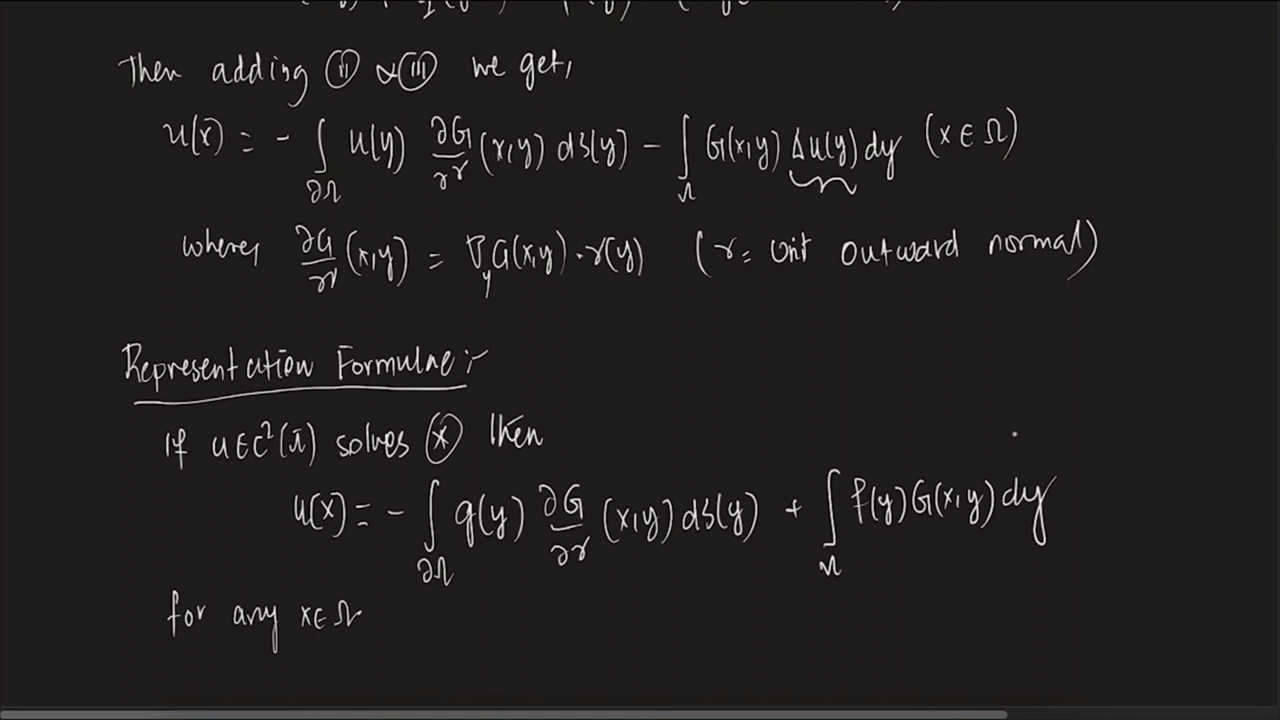 Then adding (ii) & (iii) we get,
u(x) = - ∫_{∂Ω} u(y) ∂G/∂γ (x,y) dS(y) - ∫_Ω G(x,y) Δu(y) dy (x ∈ Ω)
where, ∂G/∂γ (x,y) = ∇_y G(x,y) · γ(y) (γ = Unit outward normal)
Representation Formulae :-
If u ∈ C²(Ω̄) solves (*) then
u(x) = - ∫_{∂Ω} g(y) ∂G/∂γ (x,y) dS(y) + ∫_Ω f(y) G(x,y) dy
for any x ∈ Ω